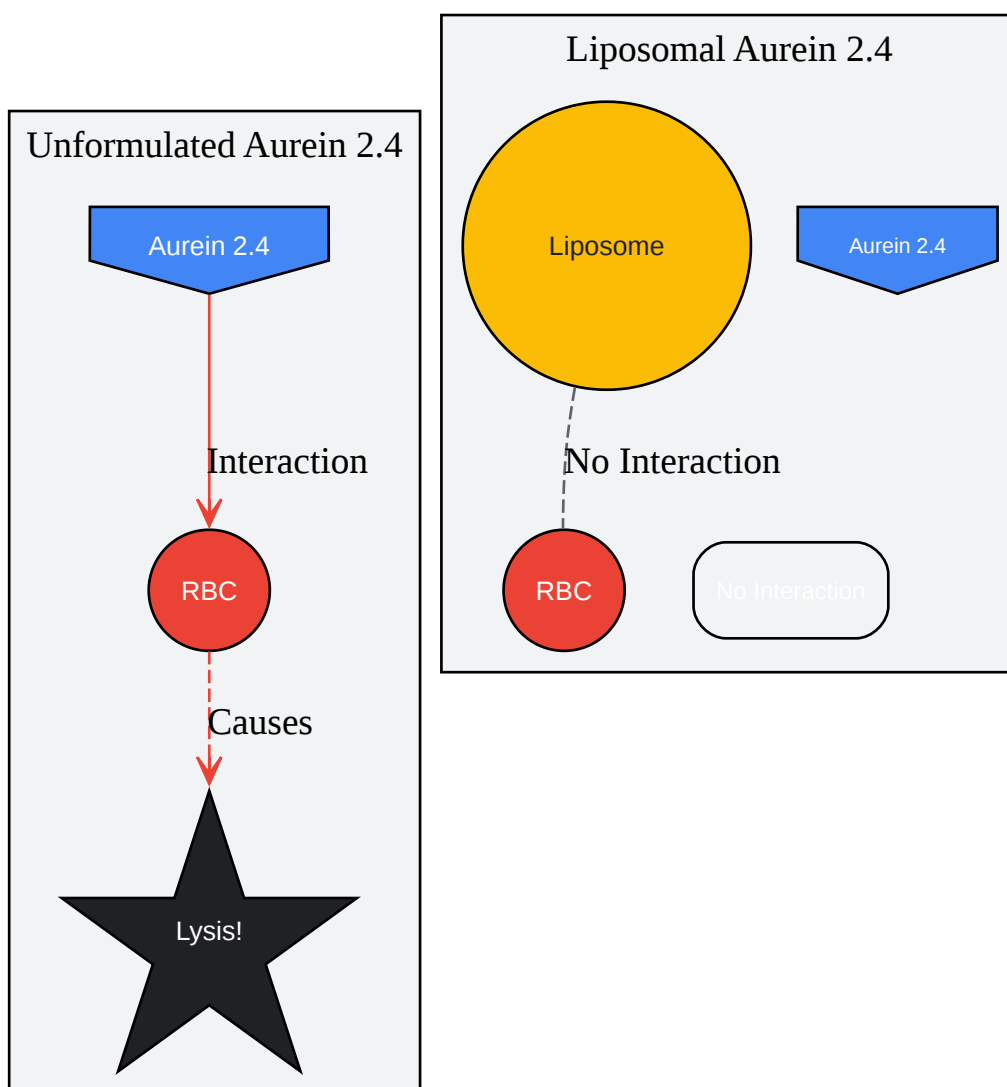 Unformulated Aurein 2.4
Aurein 2.4
Interaction
RBC
Causes
Lysis!
Liposomal Aurein 2.4
Liposome
Aurein 2.4
No Interaction
RBC
No Interaction